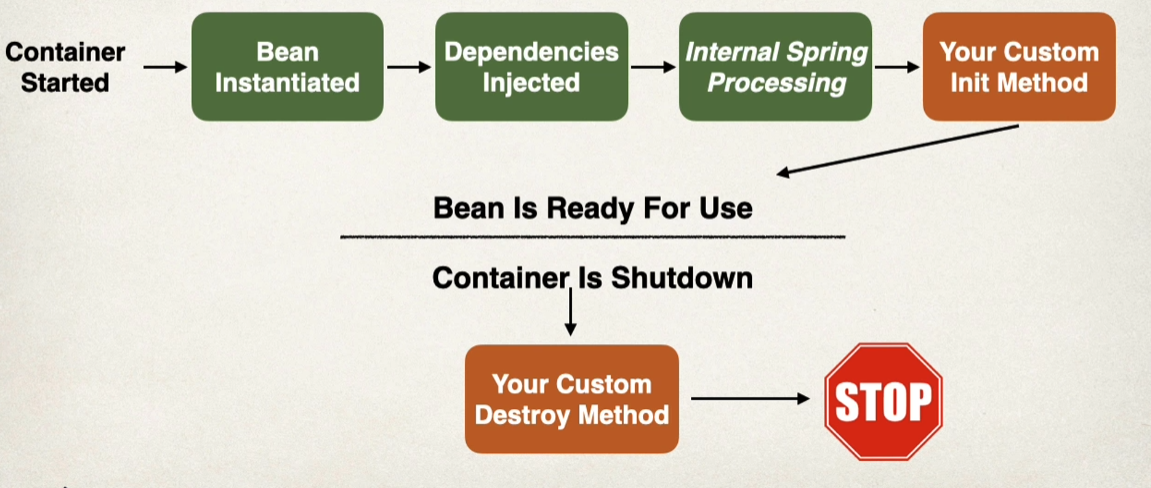 Container
Started
Bean
Instantiated
Dependencies
Injected
Internal Spring
Processing
Your Custom
Init Method
Bean Is Ready For Use
Container Is Shutdown
Your Custom
Destroy Method
STOP